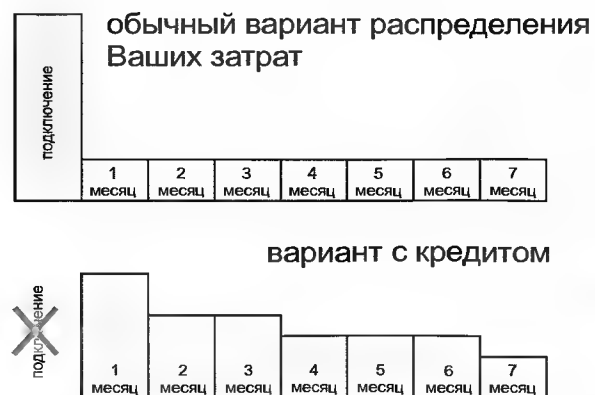 обычный вариант распределения
Ваших затрат
подключение
1 месяц
2 месяц
3 месяц
4 месяц
5 месяц
6 месяц
7 месяц
вариант с кредитом
подключение
1 месяц
2 месяц
3 месяц
4 месяц
5 месяц
6 месяц
7 месяц